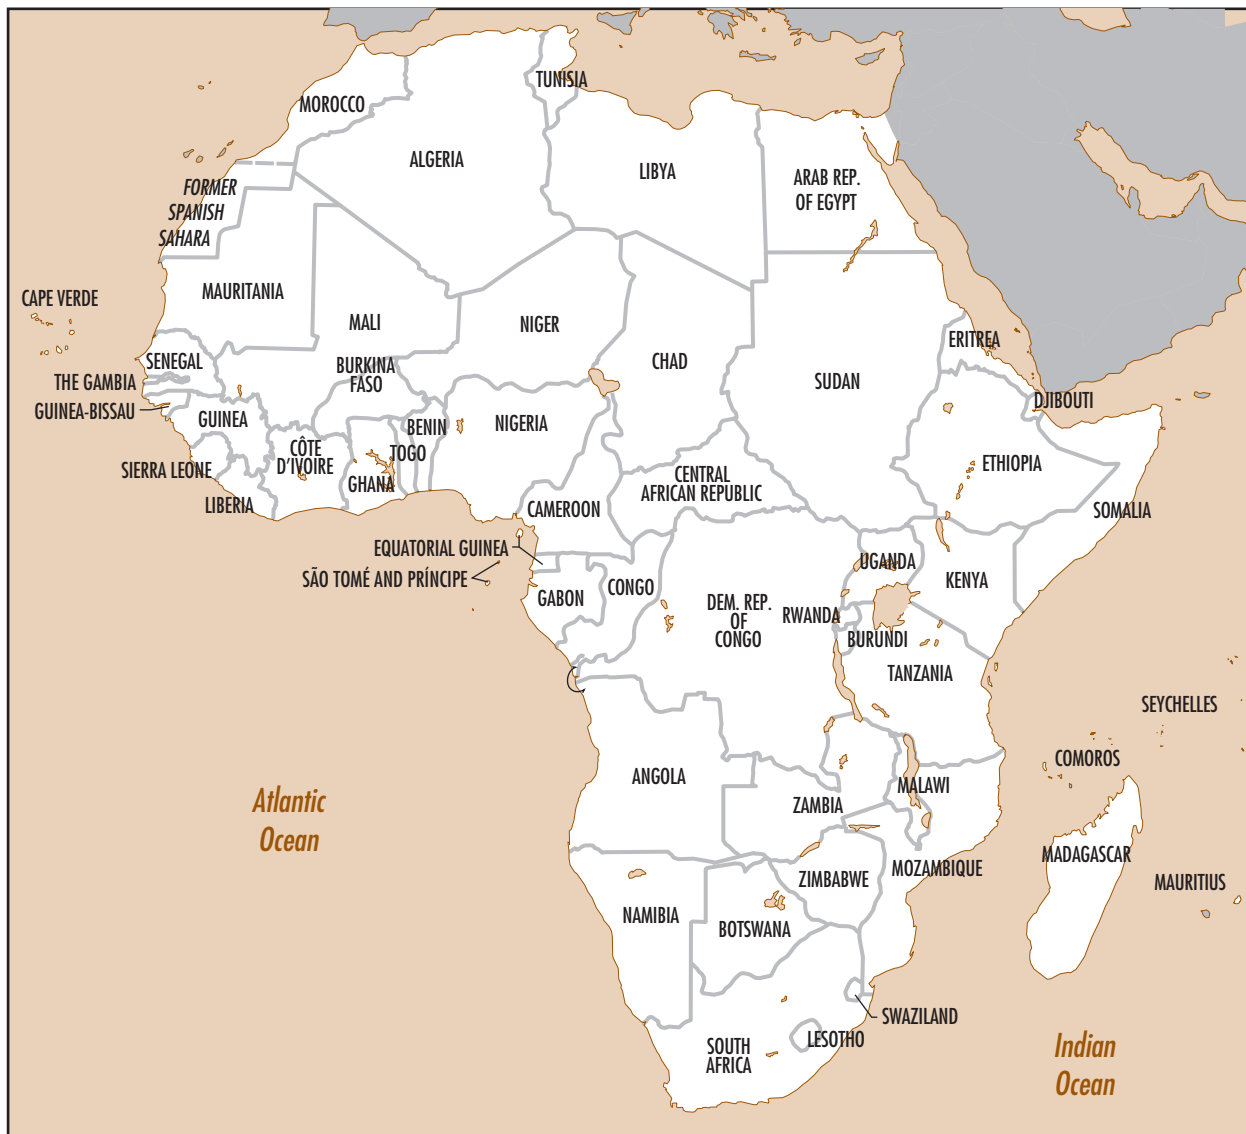 TUNISIA
MOROCCO
ALGERIA
LIBYA
ARAB REP.
OF EGYPT
FORMER
SPANISH
SAHARA
CAPE VERDE
MAURITANIA
MALI
NIGER
CHAD
SUDAN
ERITREA
SENEGAL
BURKINA
FASO
THE GAMBIA
GUINEA-BISSAU
DJIBOUTI
GUINEA
BENIN
NIGERIA
CÔTE
D'IVOIRE
TOGO
SIERRA LEONE
GHANA
CENTRAL
AFRICAN REPUBLIC
ETHIOPIA
LIBERIA
CAMEROON
SOMALIA
EQUATORIAL GUINEA
SÃO TOMÉ AND PRÍNCIPE
UGANDA
KENYA
GABON
CONGO
DEM. REP.
OF
CONGO
RWANDA
BURUNDI
TANZANIA
SEYCHELLES
COMOROS
ANGOLA
ZAMBIA
MALAWI
Atlantic
Ocean
MADAGASCAR
MOZAMBIQUE
ZIMBABWE
MAURITIUS
NAMIBIA
BOTSWANA
SWAZILAND
LESOTHO
SOUTH
AFRICA
Indian
Ocean